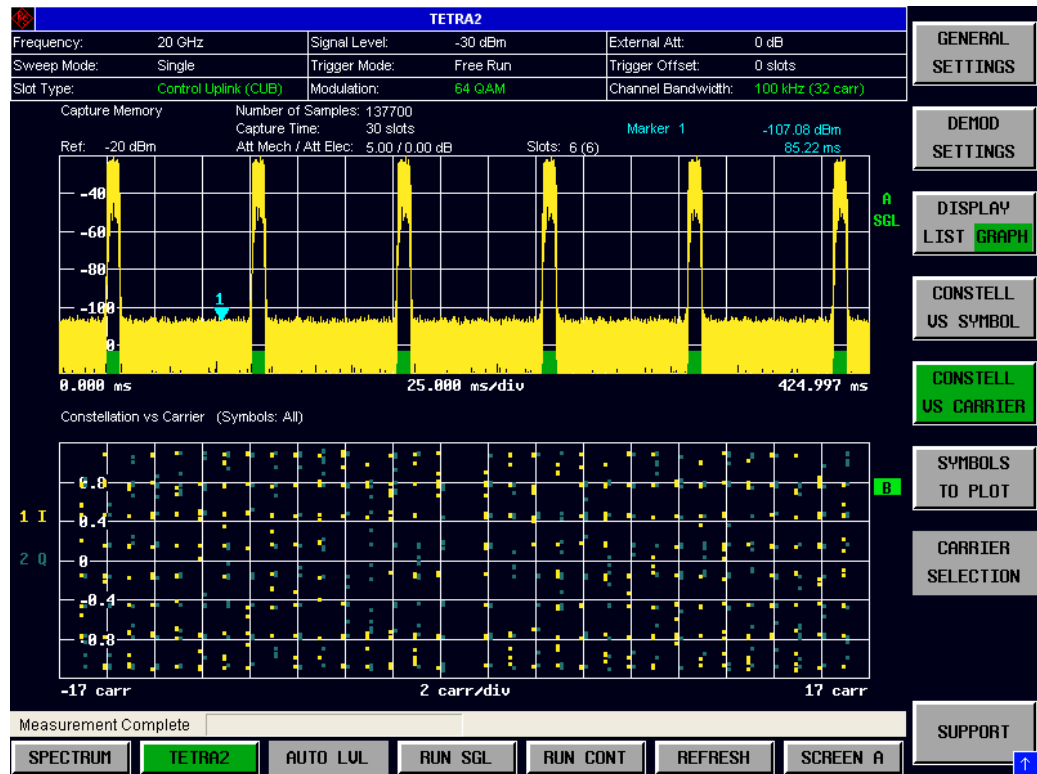 TETRA2
Frequency: 20 GHz Signal Level: -30 dBm External Att: 0 dB
Sweep Mode: Single Trigger Mode: Free Run Trigger Offset: 0 slots
Slot Type: Control Uplink (CUB) Modulation: 64 QAM Channel Bandwidth: 100 kHz (32 carr)
Capture Memory Number of Samples: 137700
Capture Time: 30 slots Marker 1 -107.08 dBm
Ref: -20 dBm Att Mech / Att Elec: 5.00 / 0.00 dB Slots: 6 (6) 85.22 ms
-40
A
SGL
-60
-80
1
-100
0
0.000 ms 25.000 ms/div 424.997 ms
Constellation vs Carrier (Symbols: All)
0.8
B
1 I
0.4
2 Q
0
-0.4
-0.8
-17 carr 2 carr/div 17 carr
Measurement Complete
SPECTRUM TETRA2 AUTO LVL RUN SGL RUN CONT REFRESH SCREEN A
GENERAL
SETTINGS
DEMOD
SETTINGS
DISPLAY
LIST GRAPH
CONSTELL
VS SYMBOL
CONSTELL
VS CARRIER
SYMBOLS
TO PLOT
CARRIER
SELECTION
SUPPORT
↑